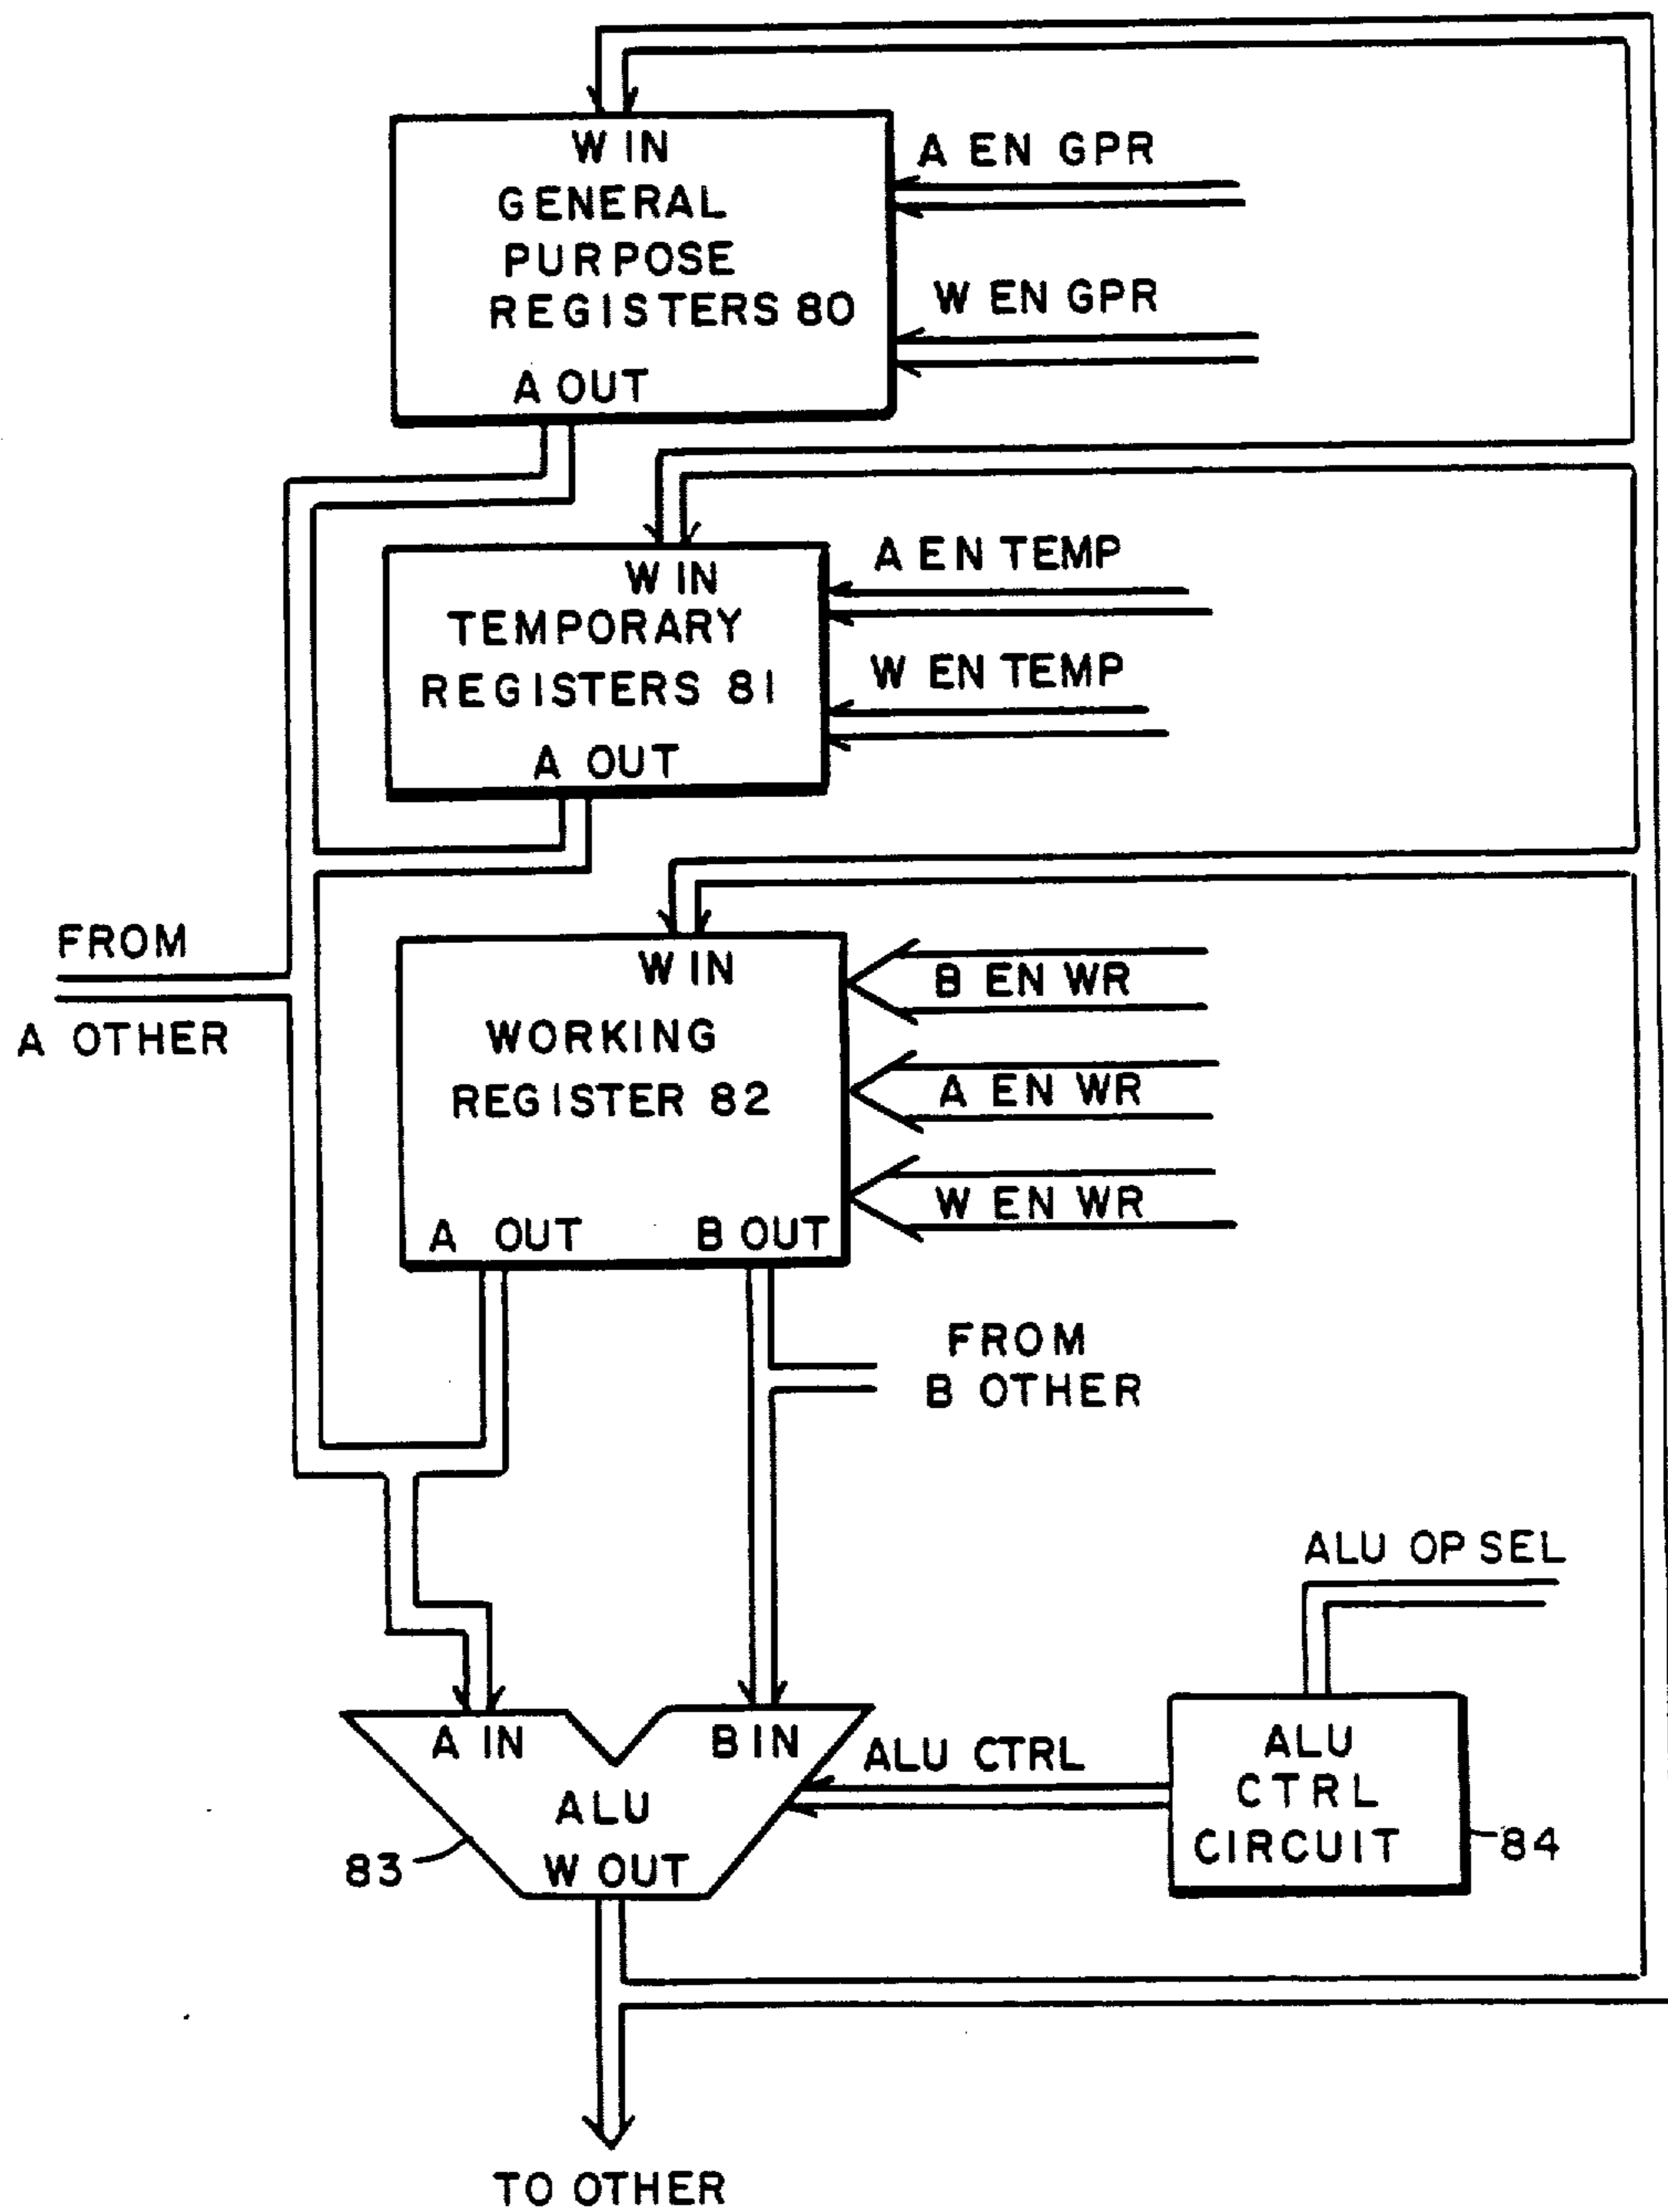 W IN
GENERAL
PURPOSE
REGISTERS 80
A OUT
A EN GPR
W EN GPR
W IN
TEMPORARY
REGISTERS 81
A OUT
A EN TEMP
W EN TEMP
FROM
A OTHER
W IN
WORKING
REGISTER 82
A OUT
B OUT
B EN WR
A EN WR
W EN WR
FROM
B OTHER
ALU OP SEL
A IN
B IN
ALU
W OUT
83
ALU CTRL
ALU
CTRL
CIRCUIT
84
TO OTHER